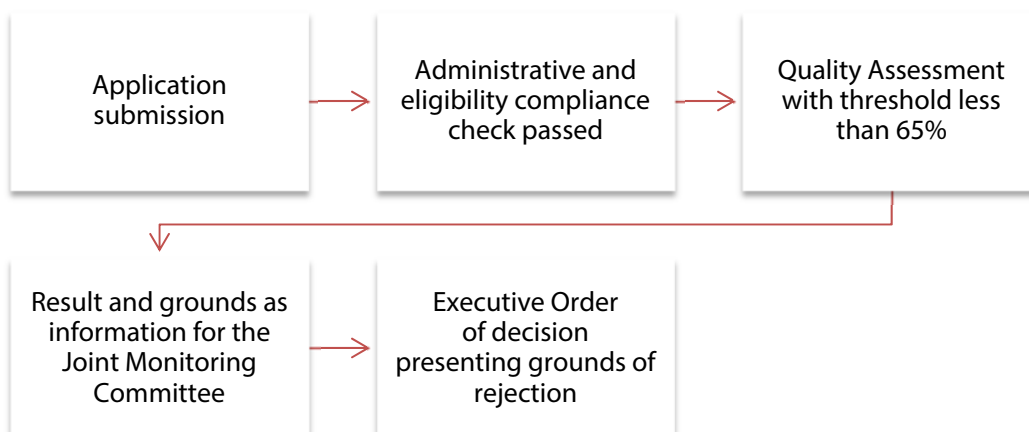 Application
submission
Administrative and
eligibility compliance
check passed
Quality Assessment
with threshold less
than 65%
Result and grounds as
information for the
Joint Monitoring
Committee
Executive Order
of decision
presenting grounds of
rejection